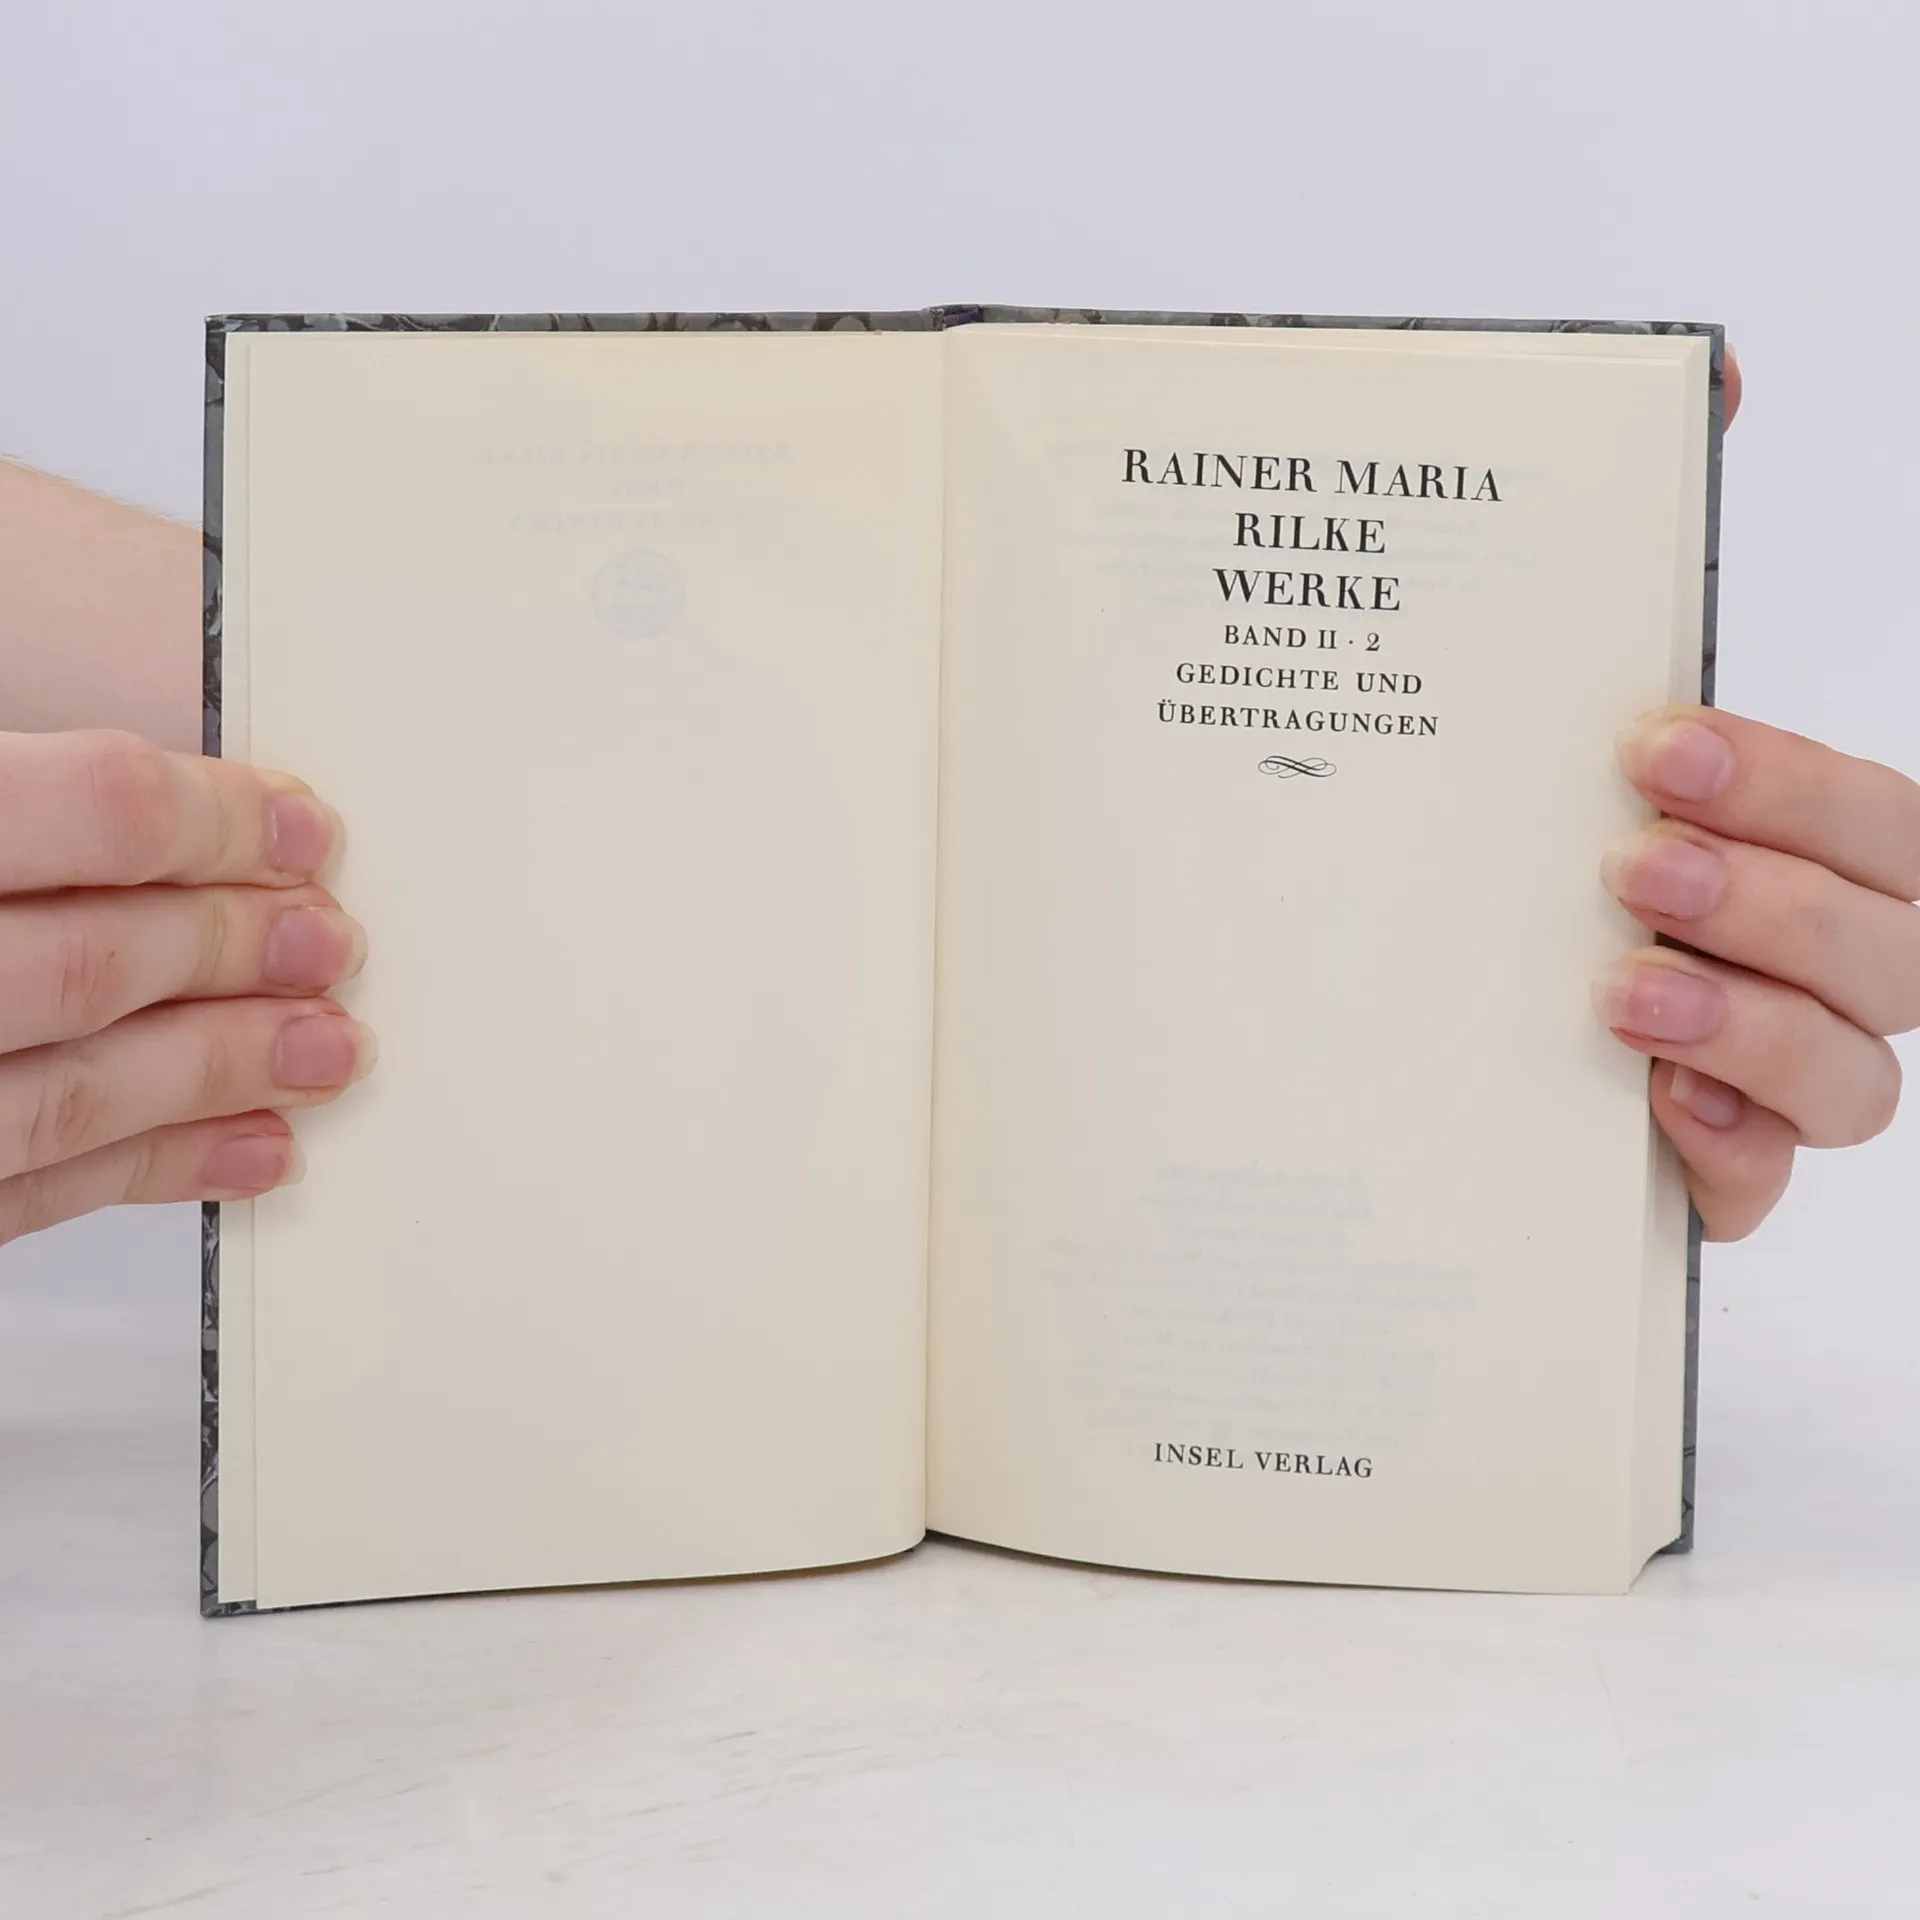 RAINER MARIA
RILKE
WERKE
BAND II · 2
GEDICHTE UND
ÜBERTRAGUNGEN
INSEL VERLAG